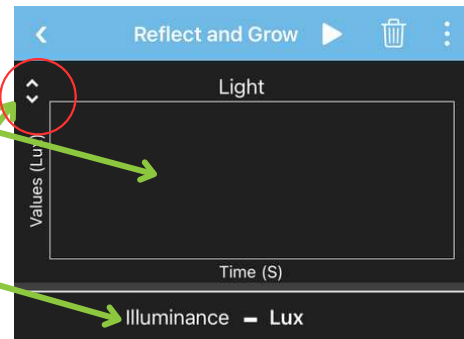 Reflect and Grow
Light
Values (Lux)
Time (S)
Illuminance – Lux